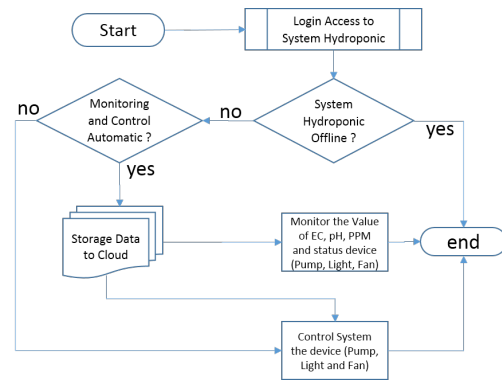 Start
Login Access to
System Hydroponic
no
Monitoring
and Control
Automatic ?
no
System
Hydroponic
Offline ?
yes
yes
Storage Data
to Cloud
Monitor the Value
of EC, pH, PPM
and status device
(Pump, Light, Fan)
end
Control System
the device (Pump,
Light and Fan)